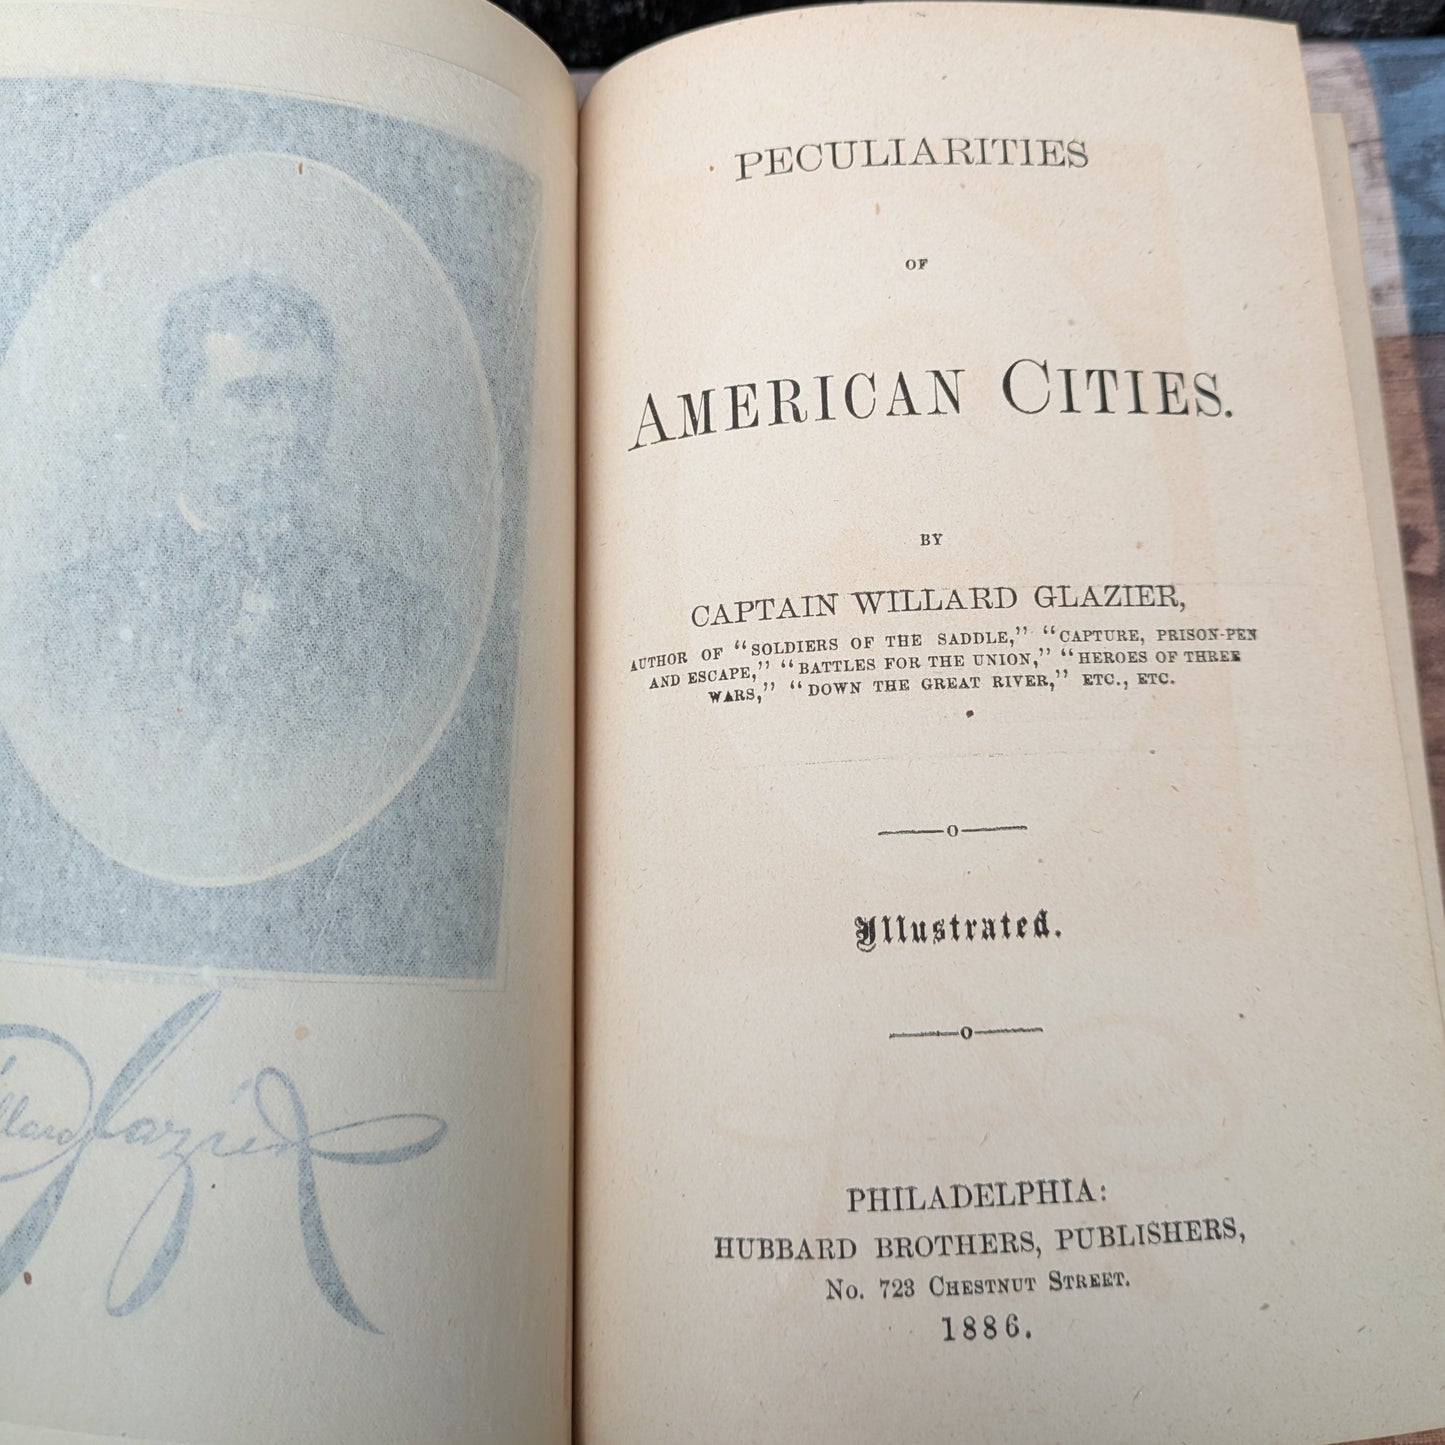 Willard Glazier
PECULIARITIES
OF
AMERICAN CITIES.
BY
CAPTAIN WILLARD GLAZIER,
AUTHOR OF “SOLDIERS OF THE SADDLE,” “CAPTURE, PRISON-PEN
AND ESCAPE,” “BATTLES FOR THE UNION,” “HEROES OF THREE
WARS,” “DOWN THE GREAT RIVER,” ETC., ETC.
Illustrated.
PHILADELPHIA:
HUBBARD BROTHERS, PUBLISHERS,
No. 723 CHESTNUT STREET.
1886.